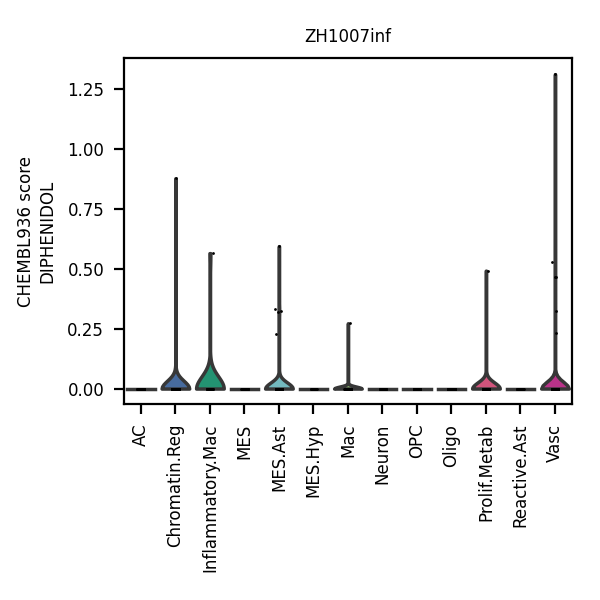 ZH1007inf
CHEMBL936 score
DIPHENIDOL
1.25
1.00
0.75
0.50
0.25
0.00
AC
Chromatin.Reg
Inflammatory.Mac
MES
MES.Ast
MES.Hyp
Mac
Neuron
OPC
Oligo
Prolif.Metab
Reactive.Ast
Vasc